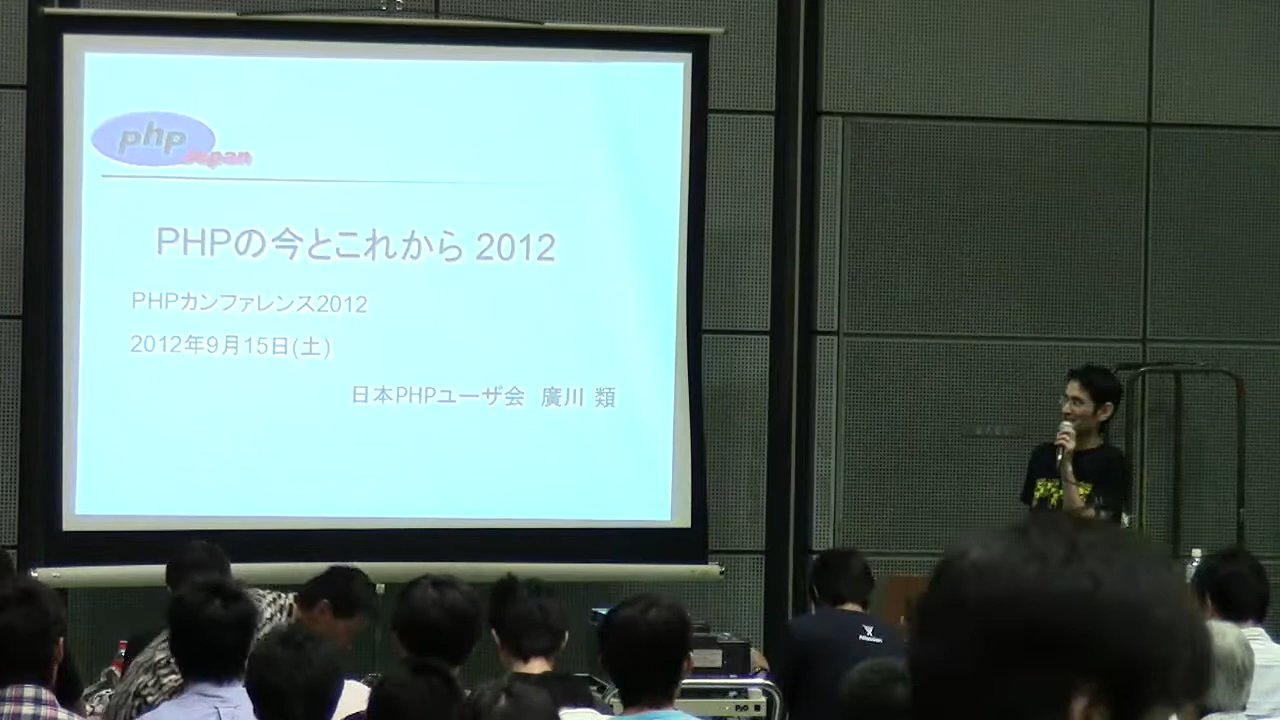 php
Japan
PHPの今とこれから 2012
PHPカンファレンス2012
2012年9月15日(土)
日本PHPユーザ会 廣川 類
Atlassian